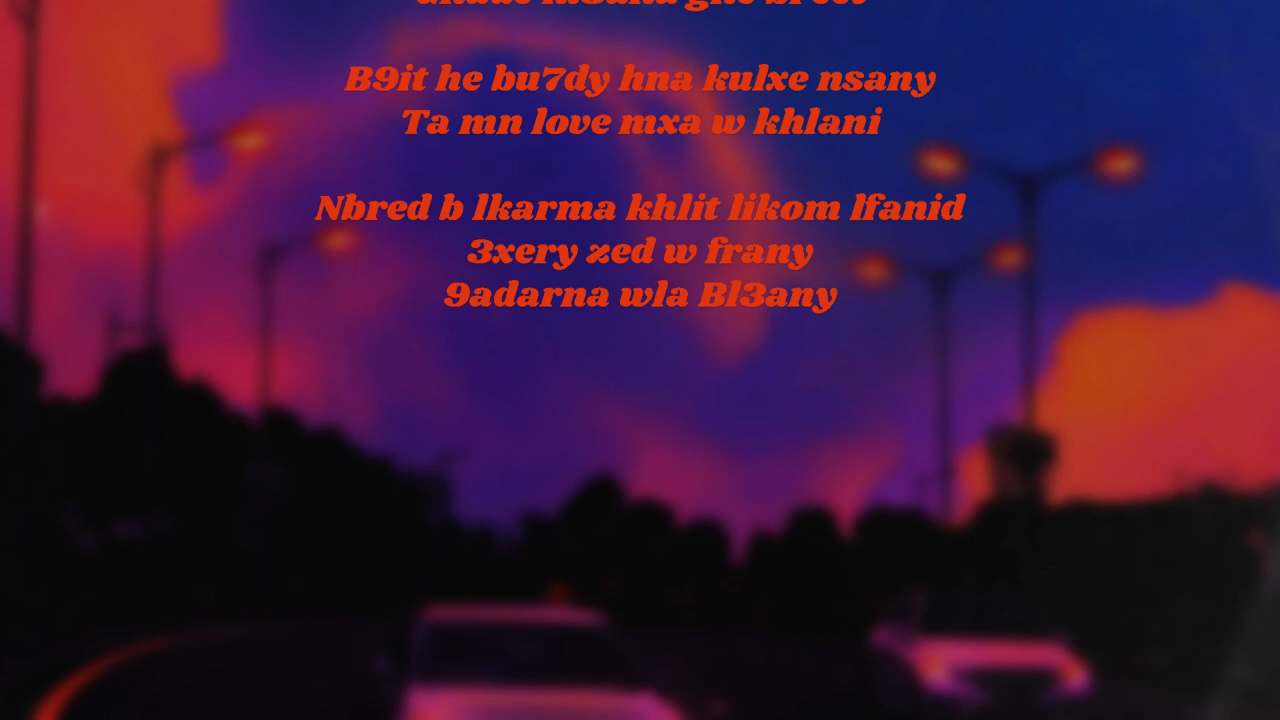 B9it he bu7dy hna kulxe nsany
Ta mn love mxa w khlani
Nbred b lkarma khlit likom lfanid
3xery zed w frany
9adarna wla Bl3any